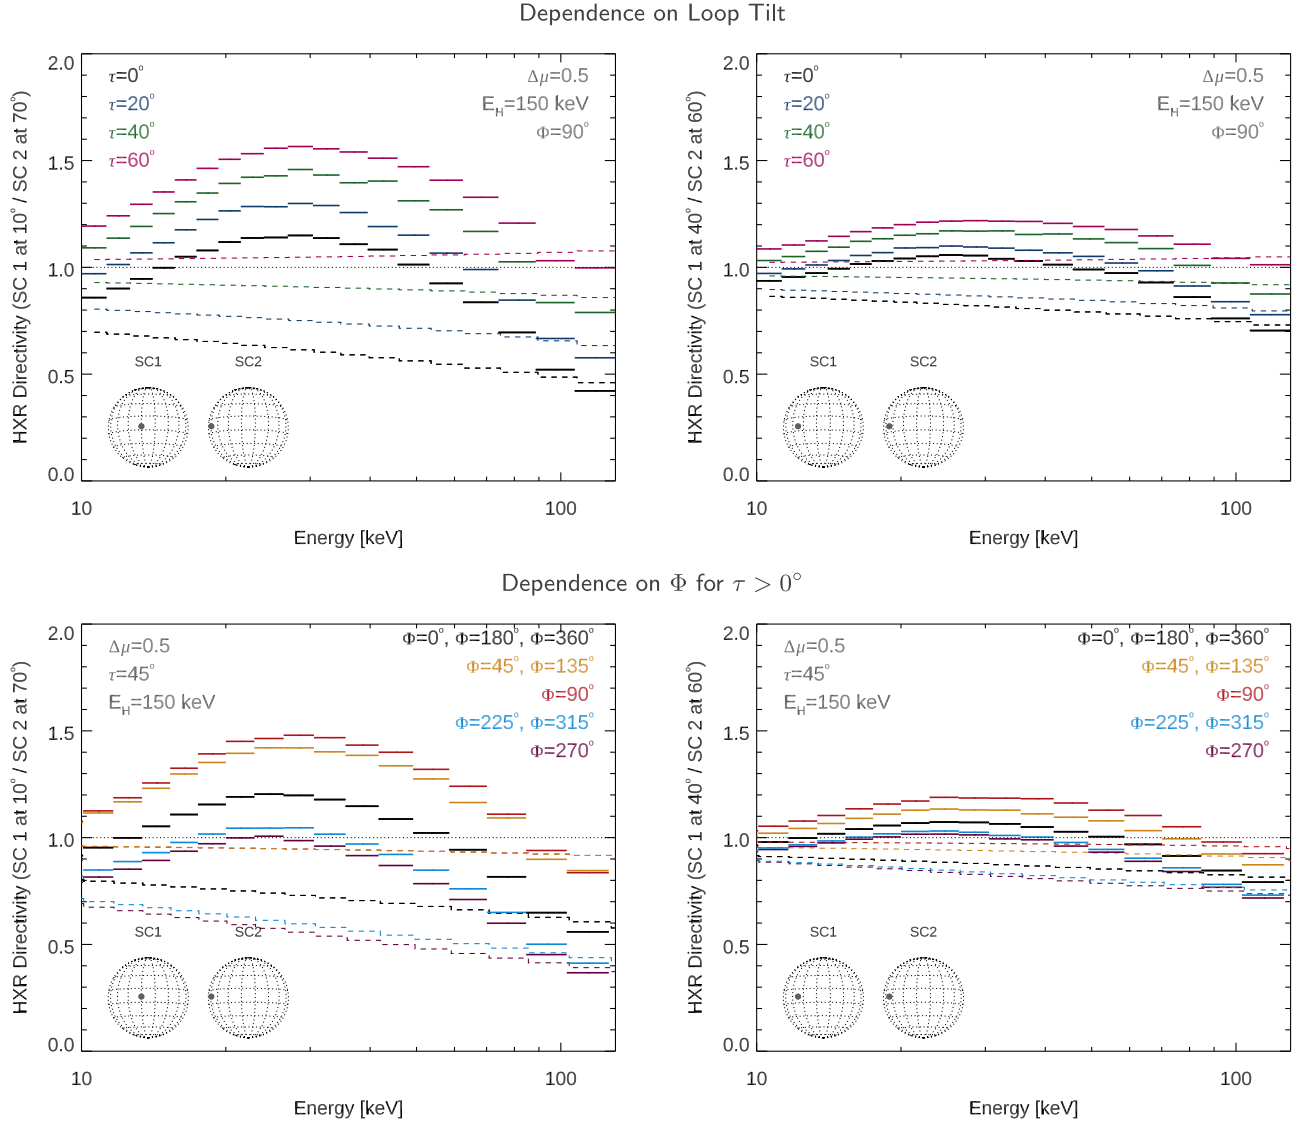 Dependence on Loop Tilt
HXR Directivity (SC 1 at 10° / SC 2 at 70°)
2.0
1.5
1.0
0.5
0.0
τ=0°
τ=20°
τ=40°
τ=60°
Δμ=0.5
E_H=150 keV
Φ=90°
SC1
SC2
10
100
Energy [keV]
HXR Directivity (SC 1 at 40° / SC 2 at 60°)
2.0
1.5
1.0
0.5
0.0
τ=0°
τ=20°
τ=40°
τ=60°
Δμ=0.5
E_H=150 keV
Φ=90°
SC1
SC2
10
100
Energy [keV]
Dependence on Φ for τ > 0°
HXR Directivity (SC 1 at 10° / SC 2 at 70°)
2.0
1.5
1.0
0.5
0.0
Δμ=0.5
τ=45°
E_H=150 keV
Φ=0°, Φ=180°, Φ=360°
Φ=45°, Φ=135°
Φ=90°
Φ=225°, Φ=315°
Φ=270°
SC1
SC2
10
100
Energy [keV]
HXR Directivity (SC 1 at 40° / SC 2 at 60°)
2.0
1.5
1.0
0.5
0.0
Δμ=0.5
τ=45°
E_H=150 keV
Φ=0°, Φ=180°, Φ=360°
Φ=45°, Φ=135°
Φ=90°
Φ=225°, Φ=315°
Φ=270°
SC1
SC2
10
100
Energy [keV]